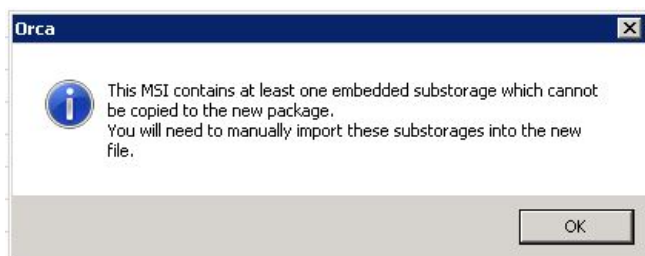 Orca
This MSI contains at least one embedded substorage which cannot
be copied to the new package.
You will need to manually import these substorages into the new
file.
OK